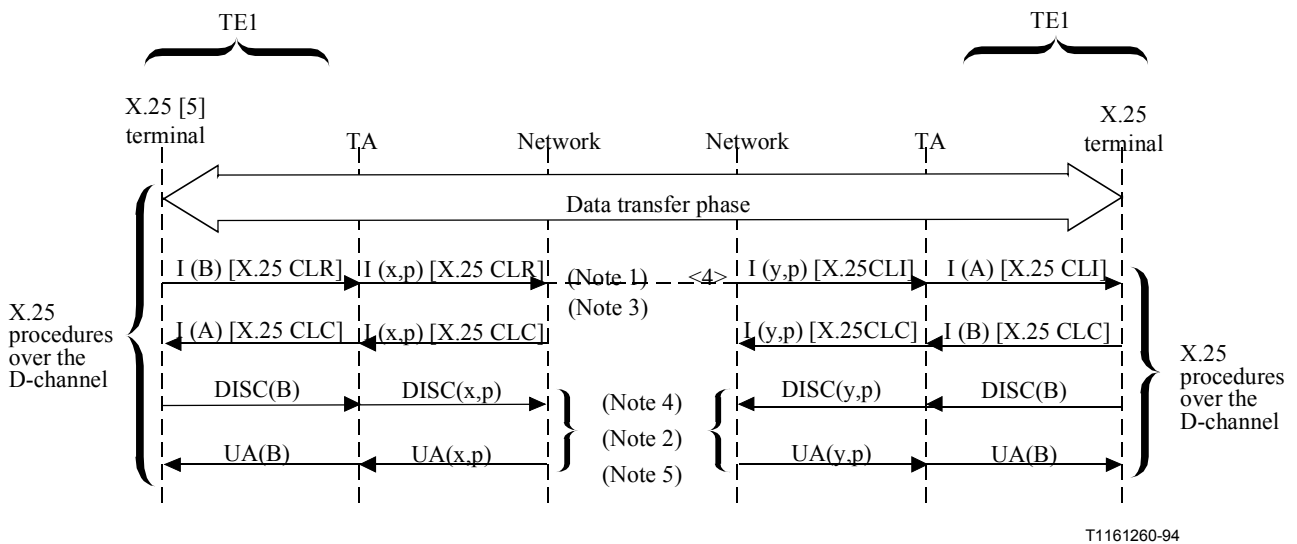 TE1 TE1
X.25 [5]
terminal
TA Network Network TA
X.25
terminal
Data transfer phase
I (B) [X.25 CLR] I (x,p) [X.25 CLR] (Note 1) <4> I (y,p) [X.25CLI] I (A) [X.25 CLI]
(Note 3)
I (A) [X.25 CLC] I (x,p) [X.25 CLC] I (y,p) [X.25CLC] I (B) [X.25 CLC]
X.25
procedures
over the
D-channel
X.25
procedures
over the
D-channel
DISC(B) DISC(x,p) (Note 4) DISC(y,p) DISC(B)
(Note 2)
UA(B) UA(x,p) (Note 5) UA(y,p) UA(B)
T1161260-94